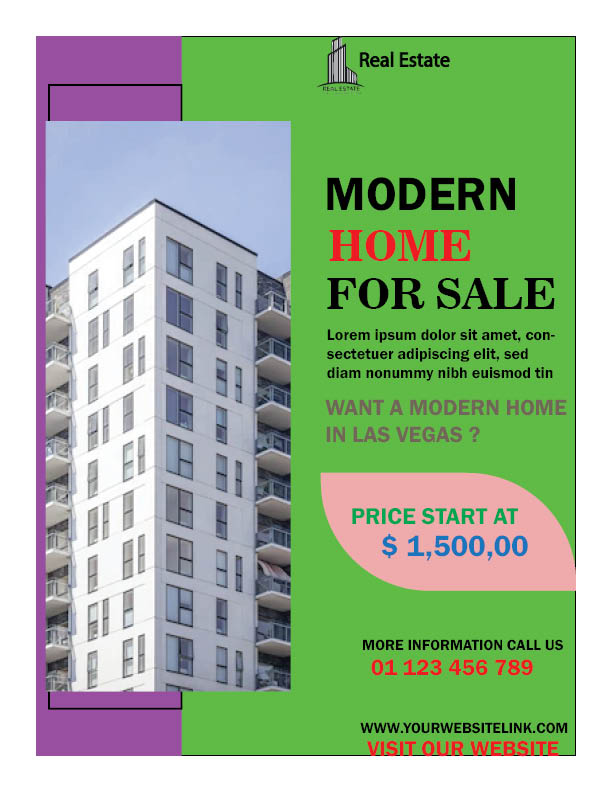 Real Estate
REAL ESTATE
MODERN
HOME
FOR SALE
Lorem ipsum dolor sit amet, con-
sectetuer adipiscing elit, sed
diam nonummy nibh euismod tin
WANT A MODERN HOME
IN LAS VEGAS ?
PRICE START AT
$ 1,500,00
MORE INFORMATION CALL US
01 123 456 789
WWW.YOURWEBSITELINK.COM
VISIT OUR WEBSITE